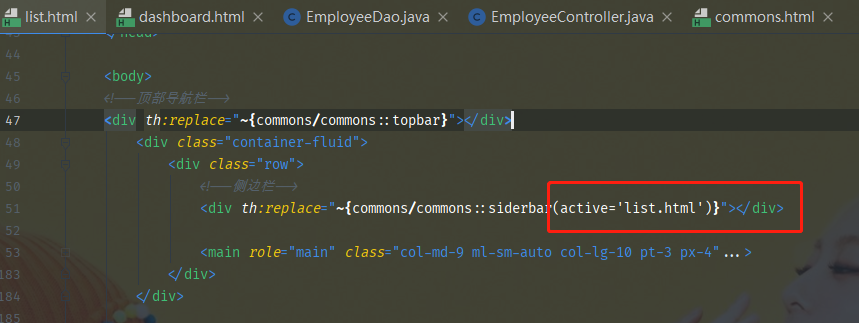 list.html × dashboard.html × EmployeeDao.java × EmployeeController.java × commons.html ×
43 </head>
44
45 <body>
46 <!--顶部导航栏-->
47 <div th:replace="~{commons/commons::topbar}"></div>
48 <div class="container-fluid">
49 <div class="row">
50 <!--侧边栏-->
51 <div th:replace="~{commons/commons::siderbar(active='list.html')}"></div>
52
53 <main role="main" class="col-md-9 ml-sm-auto col-lg-10 pt-3 px-4"...>
183 </div>
184 </div>
185